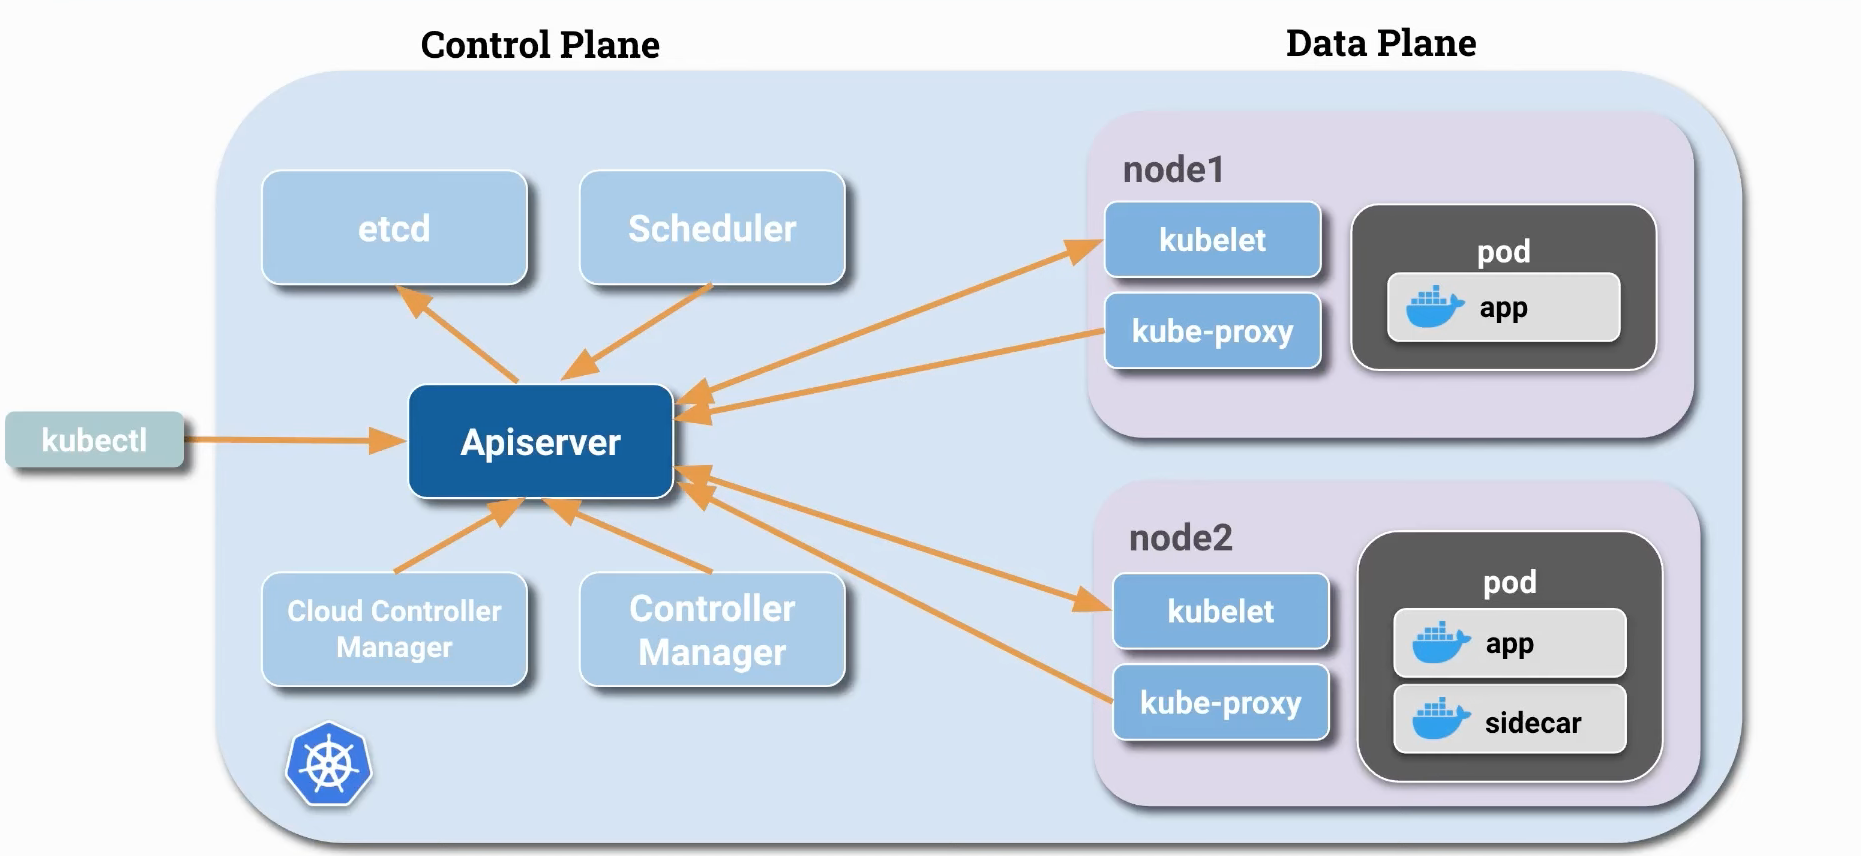 Control Plane
Data Plane
etcd
Scheduler
kubectl
Apiserver
Cloud Controller
Manager
Controller
Manager
node1
kubelet
kube-proxy
pod
app
node2
kubelet
kube-proxy
pod
app
sidecar